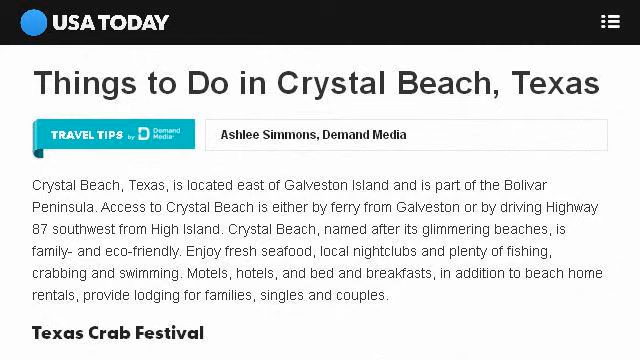 USA TODAY
Things to Do in Crystal Beach, Texas
TRAVEL TIPS by Demand Media
Ashlee Simmons, Demand Media
Crystal Beach, Texas, is located east of Galveston Island and is part of the Bolivar
Peninsula. Access to Crystal Beach is either by ferry from Galveston or by driving Highway
87 southwest from High Island. Crystal Beach, named after its glimmering beaches, is
family- and eco-friendly. Enjoy fresh seafood, local nightclubs and plenty of fishing,
crabbing and swimming. Motels, hotels, and bed and breakfasts, in addition to beach home
rentals, provide lodging for families, singles and couples.
Texas Crab Festival